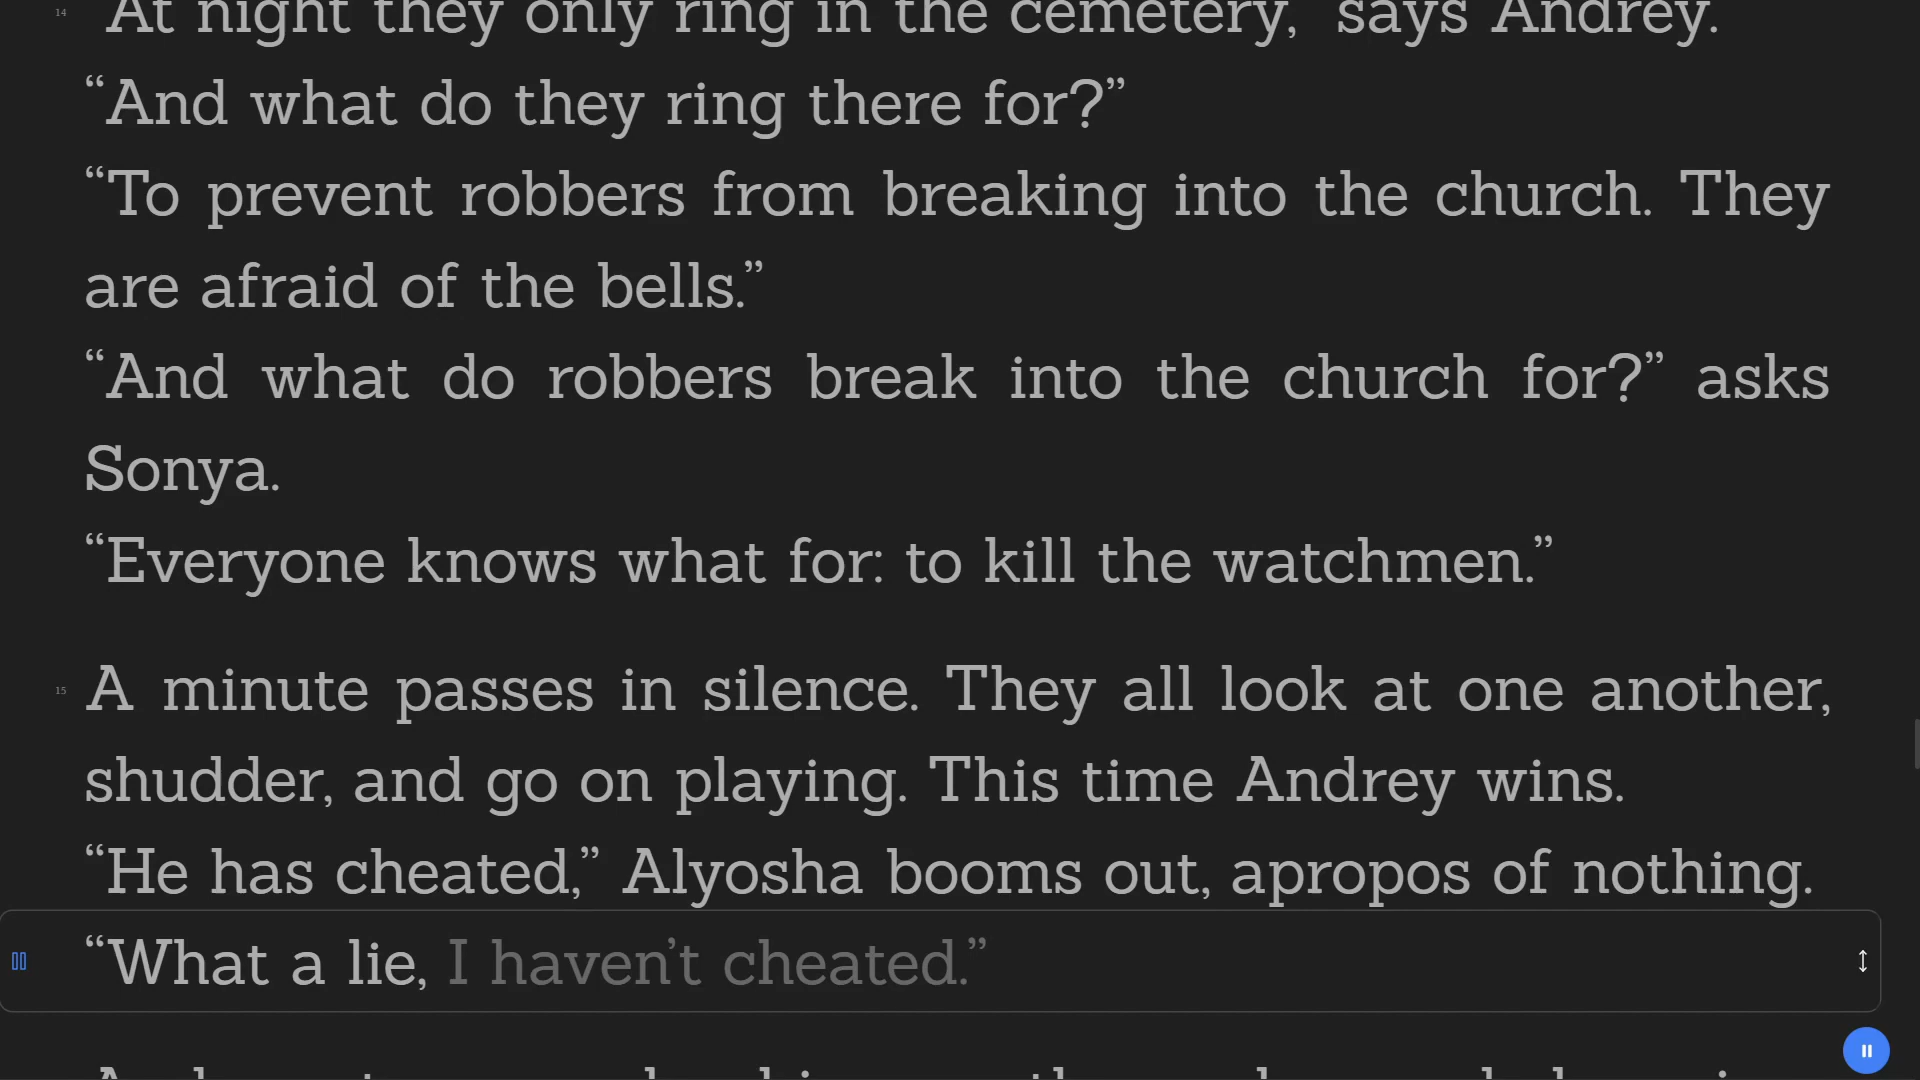 14 At night they only ring in the cemetery," says Andrey.
“And what do they ring there for?”
“To prevent robbers from breaking into the church. They
are afraid of the bells.”
“And what do robbers break into the church for?” asks
Sonya.
“Everyone knows what for: to kill the watchmen.”
15 A minute passes in silence. They all look at one another,
shudder, and go on playing. This time Andrey wins.
“He has cheated,” Alyosha booms out, apropos of nothing.
“What a lie, I haven’t cheated.”